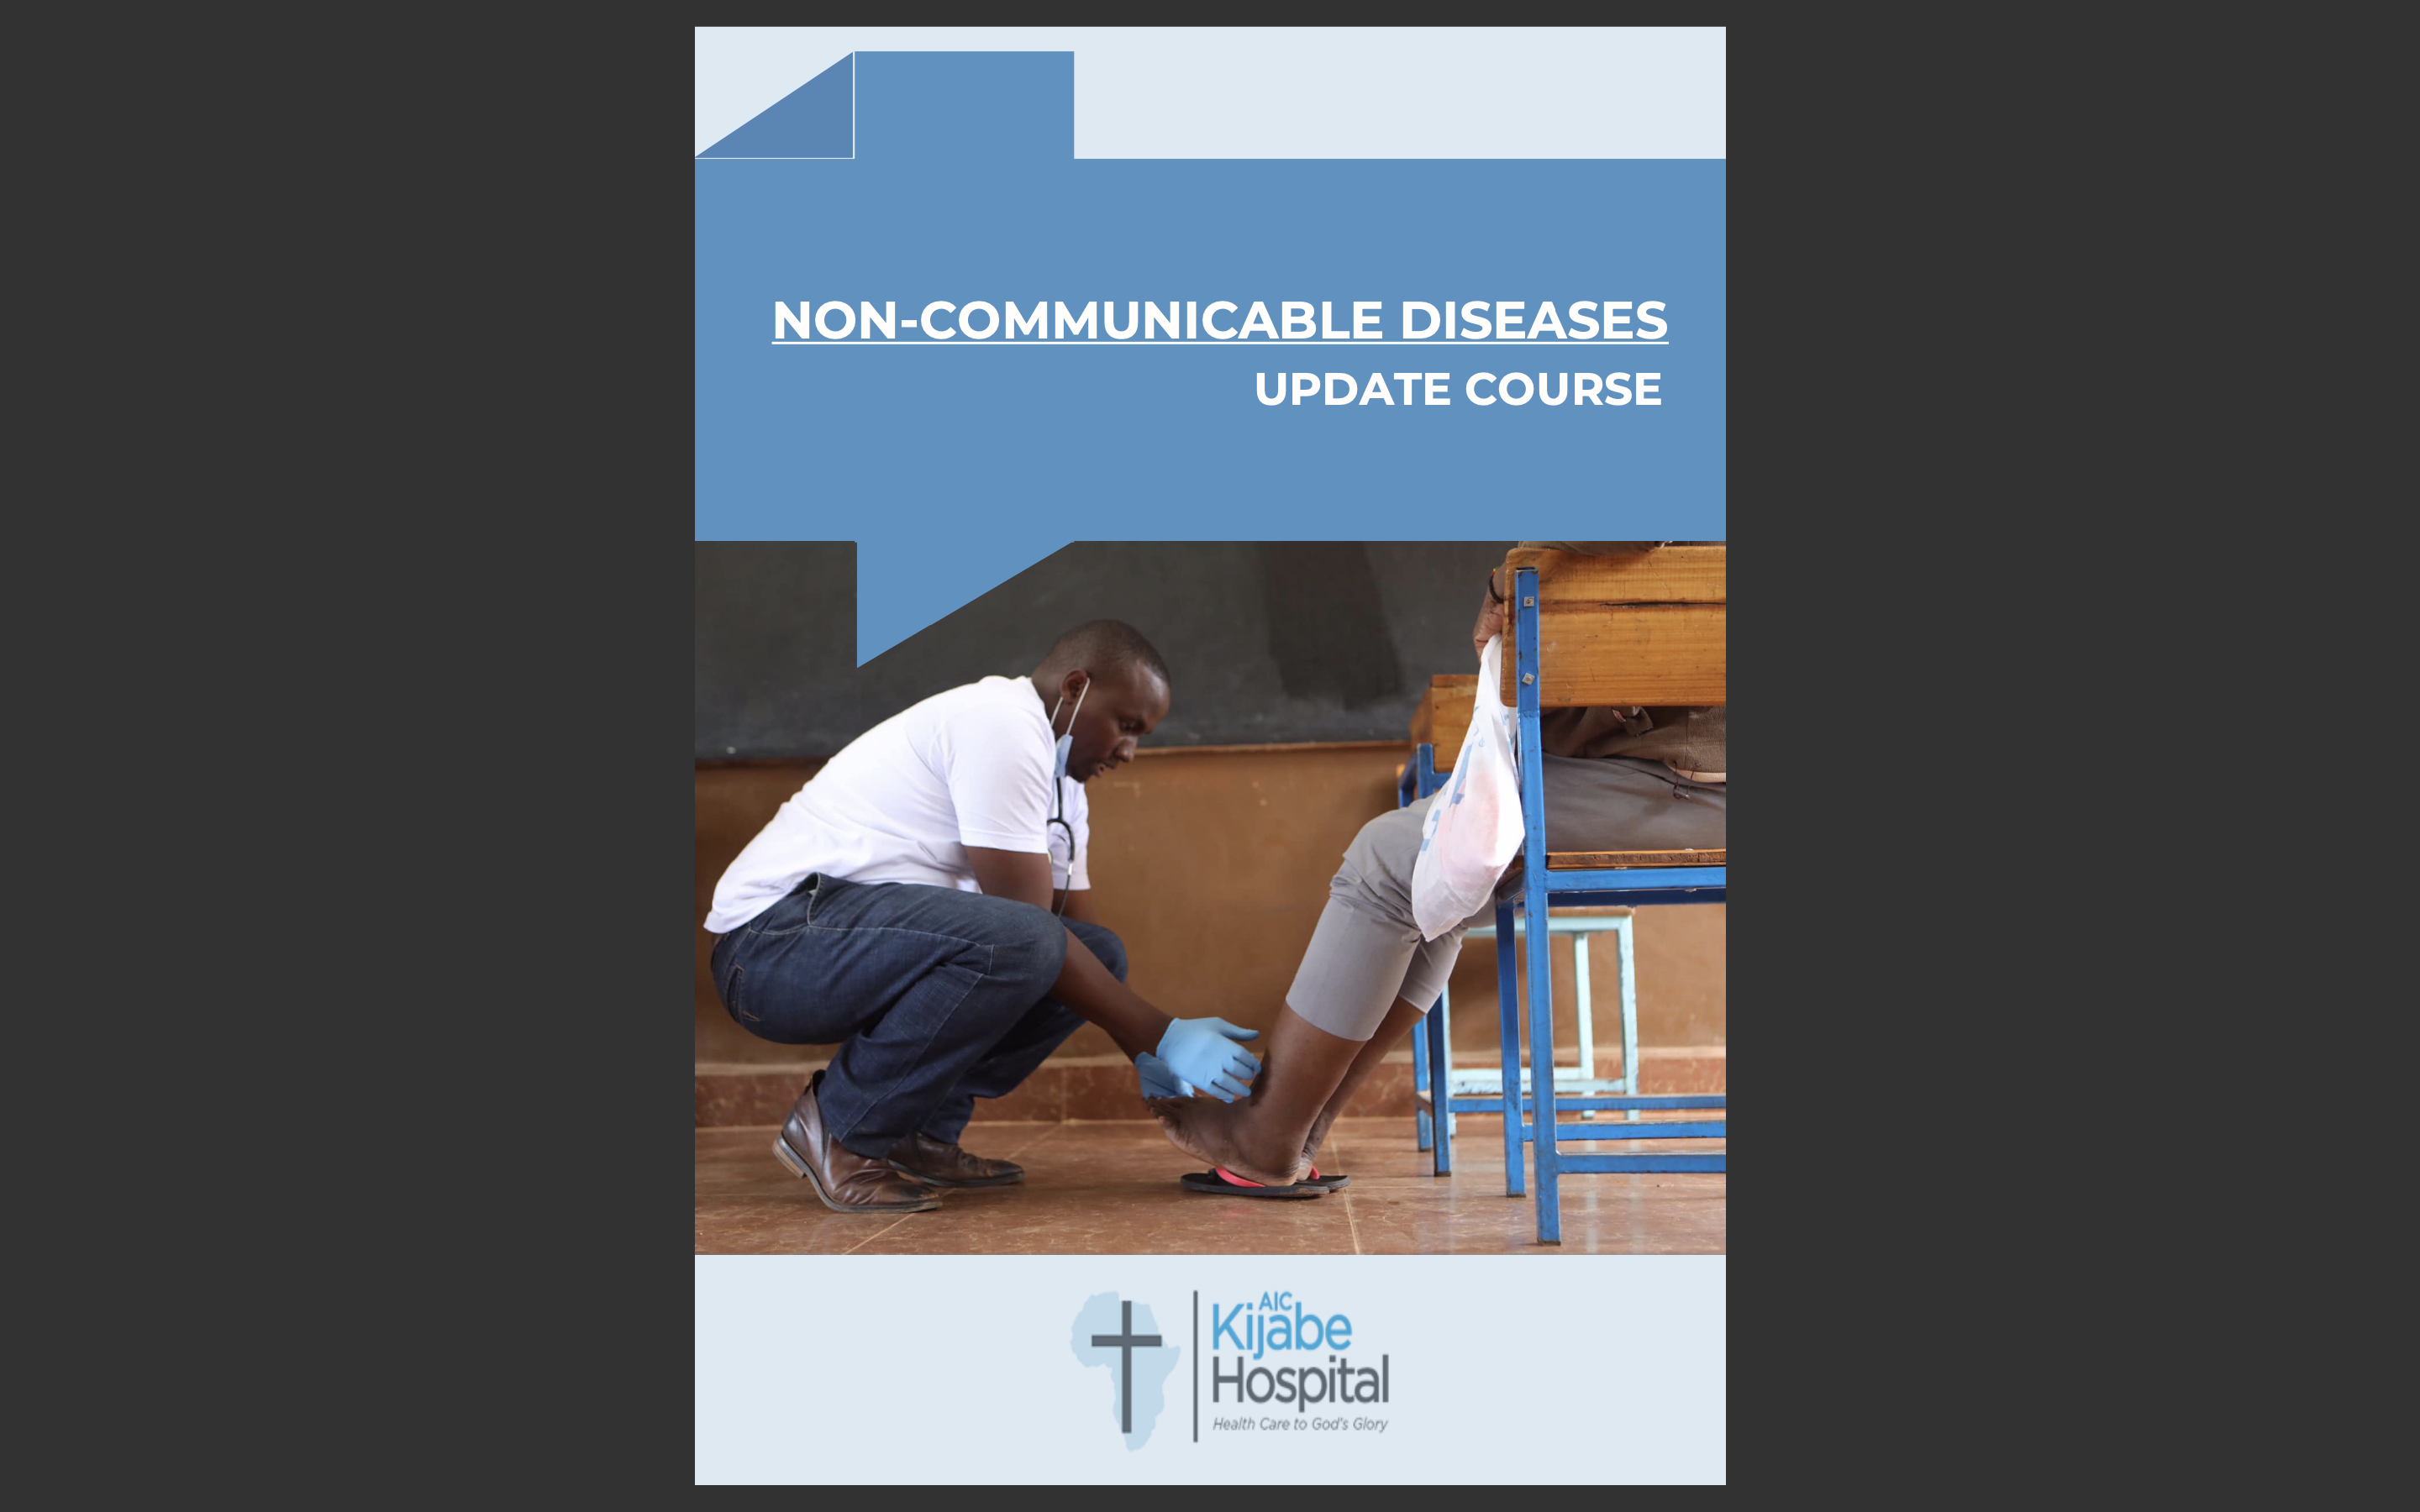 NON-COMMUNICABLE DISEASES
UPDATE COURSE
AIC
Kijabe
Hospital
Health Care to God's Glory